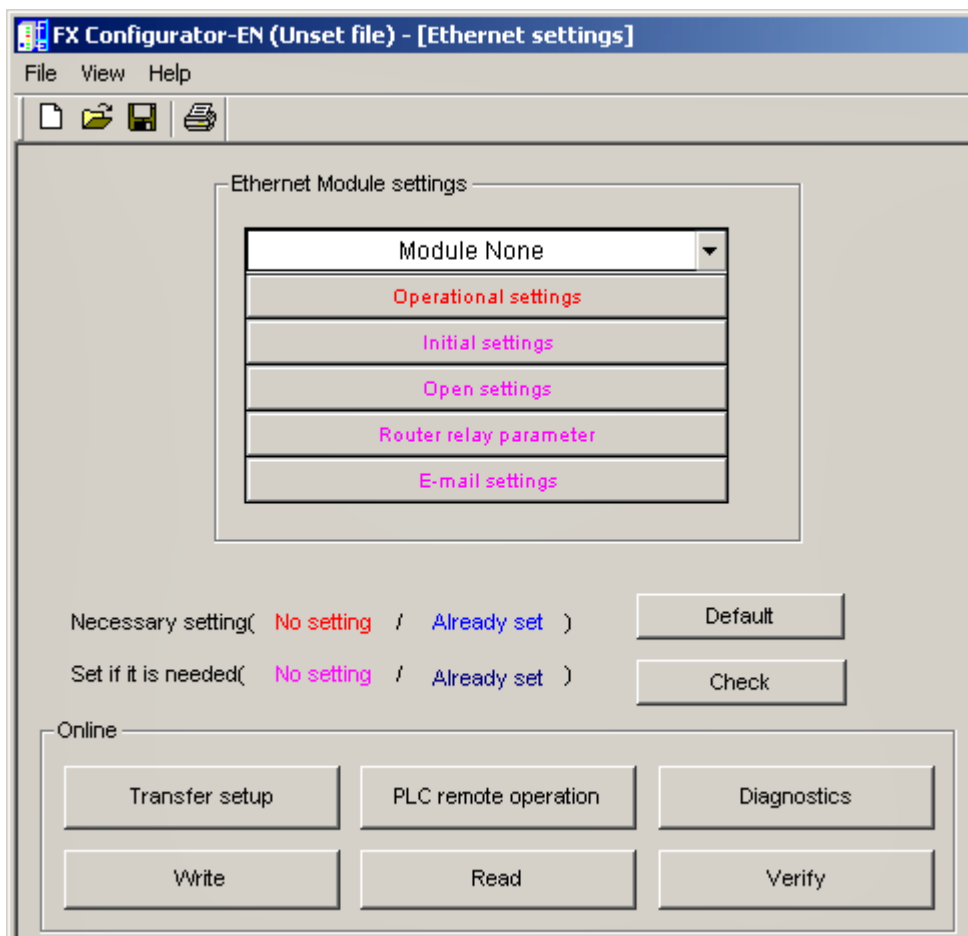 FX Configurator-EN (Unset file) - [Ethernet settings]
File View Help
Ethernet Module settings
Module None
Operational settings
Initial settings
Open settings
Router relay parameter
E-mail settings
Necessary setting( No setting / Already set ) Default
Set if it is needed( No setting / Already set ) Check
Online
Transfer setup PLC remote operation Diagnostics
Write Read Verify